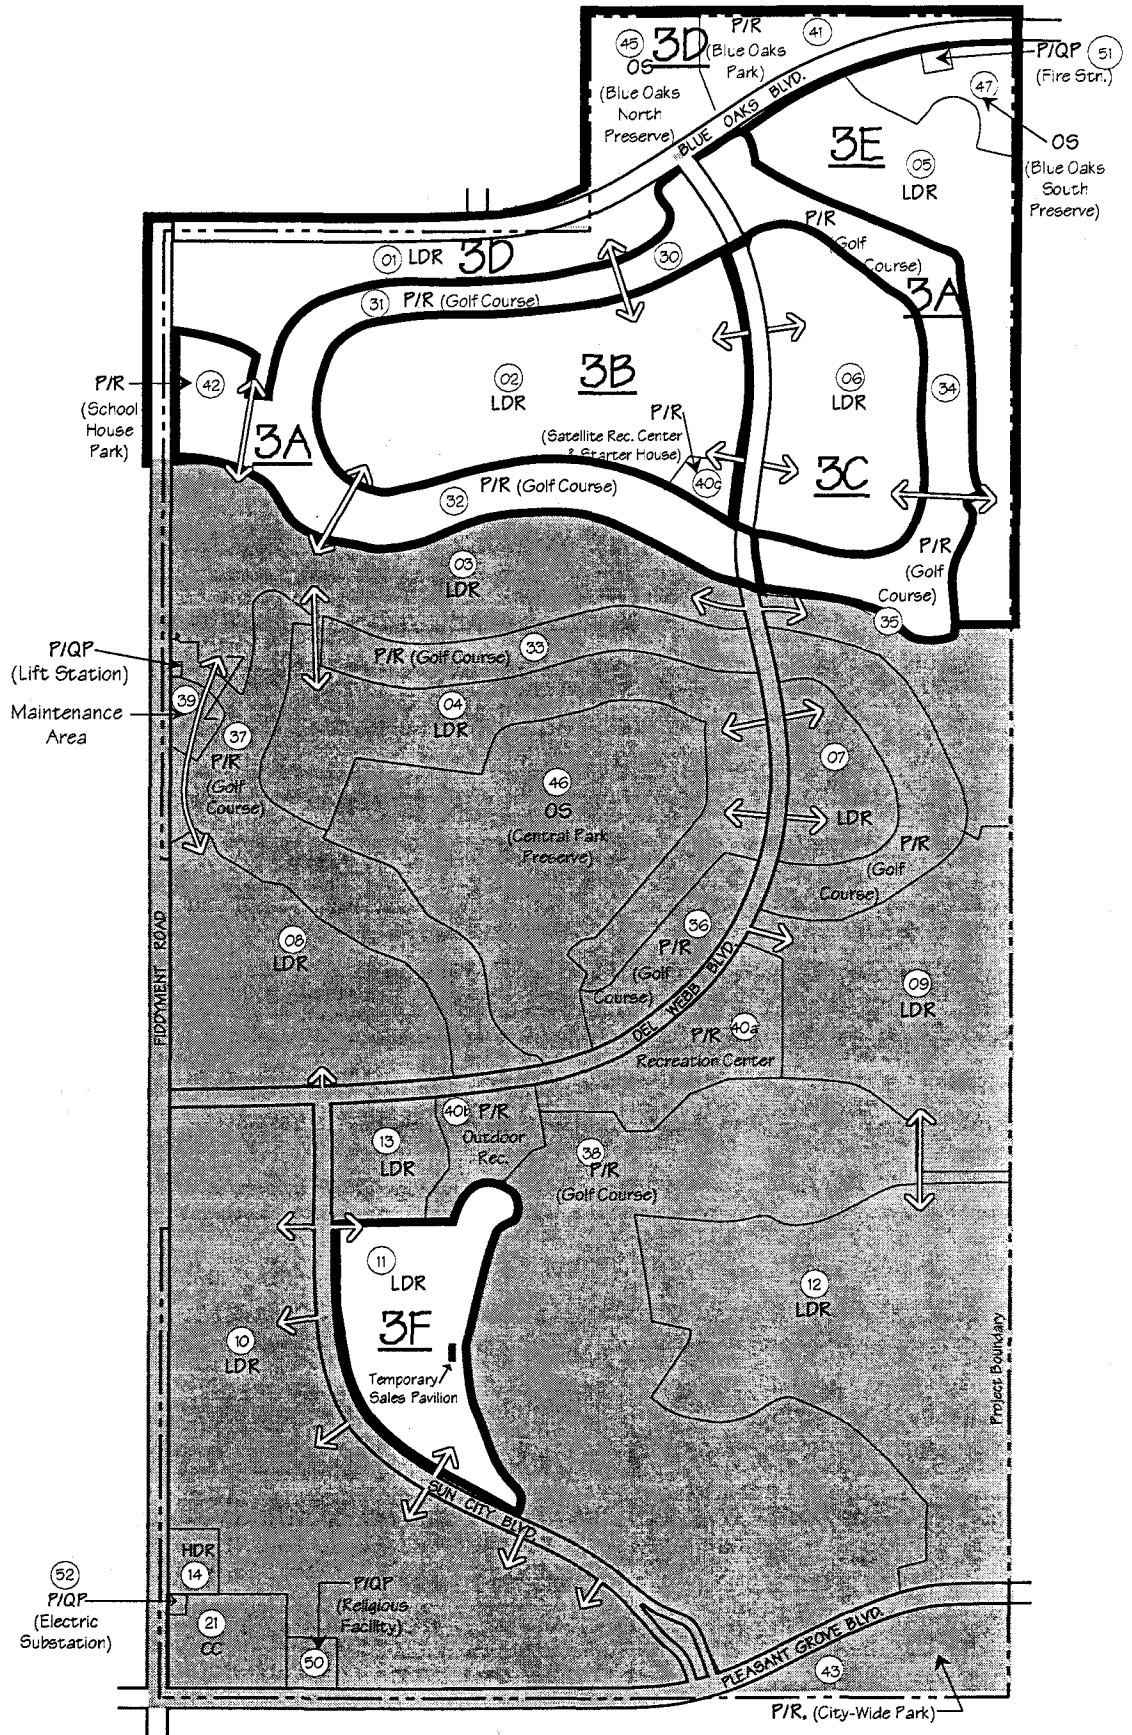 45
3D
OS
(Blue Oaks
North
Preserve)
P/R
(Blue Oaks
Park)
41
P/QP 51
(Fire Stn.)
47
OS
(Blue Oaks
South
Preserve)
BLUE OAKS BLVD.
3E
05
LDR
P/R
(Golf
Course)
3A
01 LDR 3D
30
31 P/R (Golf Course)
P/R
(School
House
Park)
42
02
LDR
3B
06
LDR
34
P/R
(Satellite Rec. Center
& Starter House)
40c
3A
3C
32
P/R (Golf Course)
P/R
(Golf
Course)
35
03
LDR
P/QP
(Lift Station)
P/R (Golf Course) 33
39
Maintenance
Area
37
P/R
(Golf
Course)
04
LDR
46
OS
(Central Park
Preserve)
07
LDR
P/R
(Golf
Course)
36
P/R
(Golf
Course)
DEL WEBB BLVD.
FIDDYMENT ROAD
08
LDR
09
LDR
P/R 40a
Recreation Center
40b P/R
Outdoor
Rec.
13
LDR
38
P/R
(Golf Course)
11
LDR
3F
Temporary
Sales Pavilion
12
LDR
10
LDR
Project Boundary
SUN CITY BLVD.
HDR
14
52
P/QP
(Electric
Substation)
21
CC
P/QP
(Religious
Facility)
50
PLEASANT GROVE BLVD.
43
P/R. (City-Wide Park)